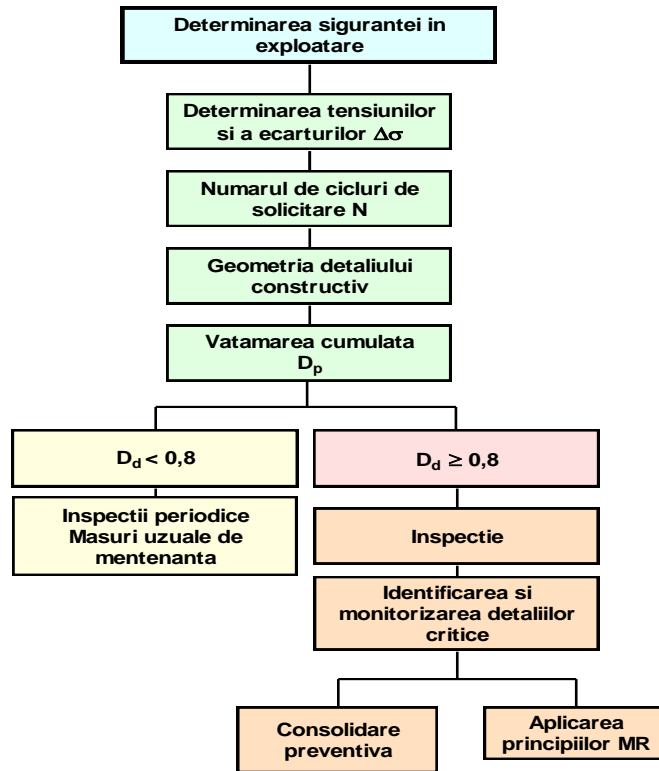 Determinarea sigurantei in
exploatare
Determinarea tensiunilor
si a ecarturilor Δσ
Numarul de cicluri de
solicitare N
Geometria detaliului
constructiv
Vatamarea cumulata
Dp
Dd < 0,8
Dd ≥ 0,8
Inspectii periodice
Masuri uzuale de
mentenanta
Inspectie
Identificarea si
monitorizarea detaliilor
critice
Consolidare
preventiva
Aplicarea
principiilor MR